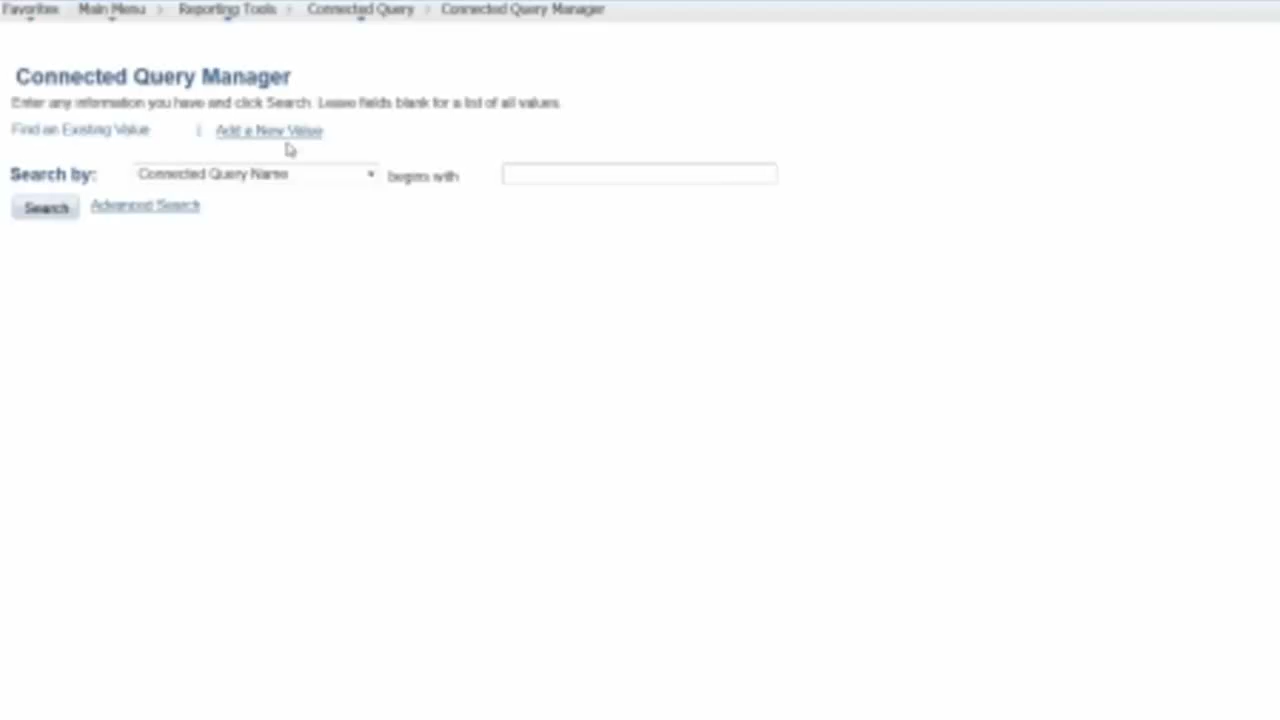 Favorites Main Menu > Reporting Tools > Connected Query > Connected Query Manager
Connected Query Manager
Enter any information you have and click Search. Leave fields blank for a list of all values.
Find an Existing Value | Add a New Value
Search by: Connected Query Name begins with
Search Advanced Search